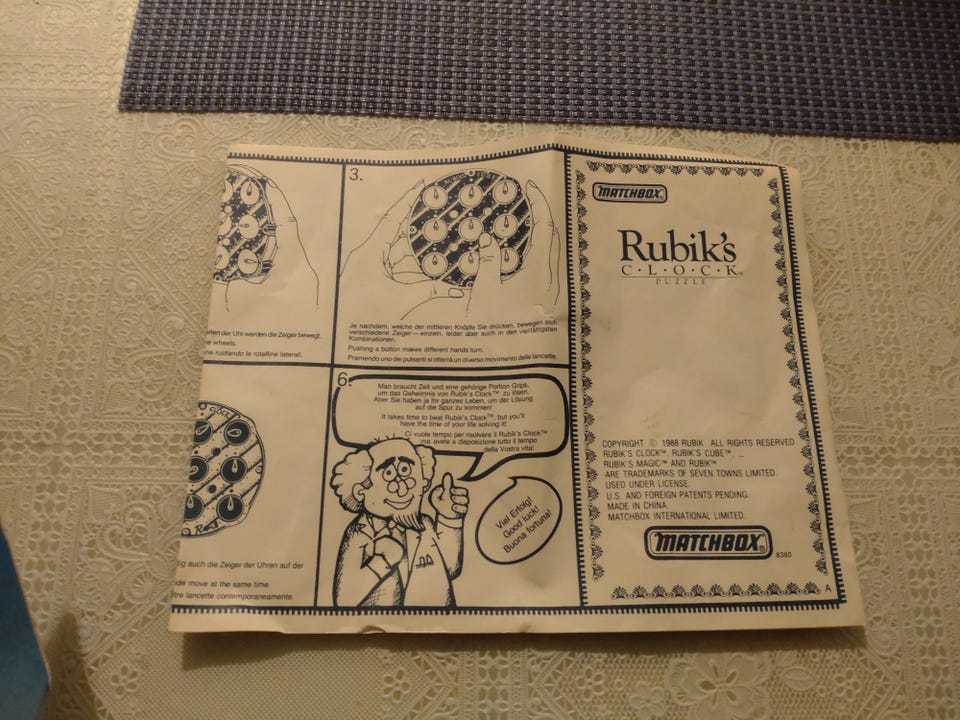 ten der Uhr werden die Zeiger bewegt.
e wheels.
ne ruotando le rotelline laterali.
3.
Je nachdem, welche der mittleren Knöpfe Sie drücken, bewegen sich
verschiedene Zeiger — einzeln, leider aber auch in den vielfältigsten
Kombinationen.
Pushing a button makes different hands turn.
Premendo uno dei pulsanti si otterrà un diverso movimento delle lancette.
tig auch die Zeiger der Uhren auf der
ide move at the same time.
tre lancette contemporaneamente.
6.
Man braucht Zeit und eine gehörige Portion Grips,
um das Geheimnis von Rubik's Clock™ zu lösen.
Aber Sie haben ja Ihr ganzes Leben, um der Lösung
auf die Spur zu kommen!
It takes time to beat Rubik's Clock™, but you'll
have the time of your life solving it!
Ci vuole tempo per risolvere il Rubik's Clock™
ma avete a disposizione tutto il tempo
della Vostra vita!
Viel Erfolg!
Good luck!
Buona fortuna!
MATCHBOX
Rubik's
C·L·O·C·K™
PUZZLE
COPYRIGHT © 1988 RUBIK ALL RIGHTS RESERVED
RUBIK'S CLOCK™, RUBIK'S CUBE™
RUBIK'S MAGIC™ AND RUBIK™
ARE TRADEMARKS OF SEVEN TOWNS LIMITED
USED UNDER LICENSE.
U.S. AND FOREIGN PATENTS PENDING.
MADE IN CHINA.
MATCHBOX INTERNATIONAL LIMITED
MATCHBOX
8360
A